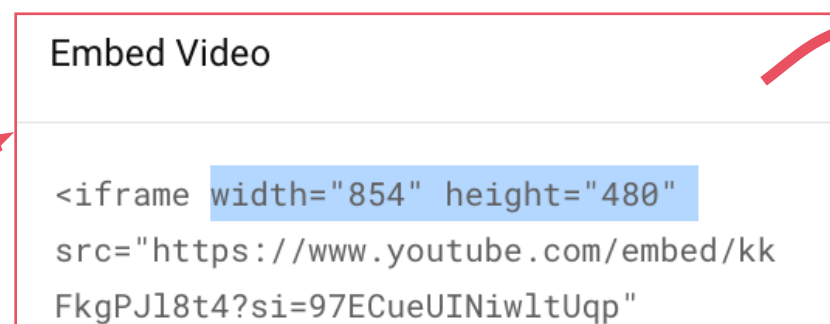 Embed Video
<iframe width="854" height="480"
src="https://www.youtube.com/embed/kk
FkgPJl8t4?si=97ECueUINiwltUqp"